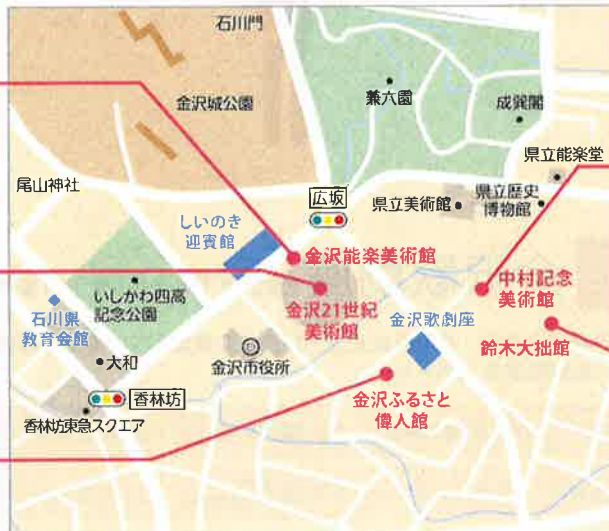 石川門
金沢城公園
兼六園
成巽閣
県立能楽堂
尾山神社
広坂
県立美術館
県立歴史
博物館
しいのき
迎賓館
金沢能楽美術館
中村記念
美術館
いしかわ四高
記念公園
金沢21世紀
美術館
石川県
教育会館
金沢歌劇座
鈴木大拙館
大和
金沢市役所
香林坊
金沢ふるさと
偉人館
香林坊東急スクエア